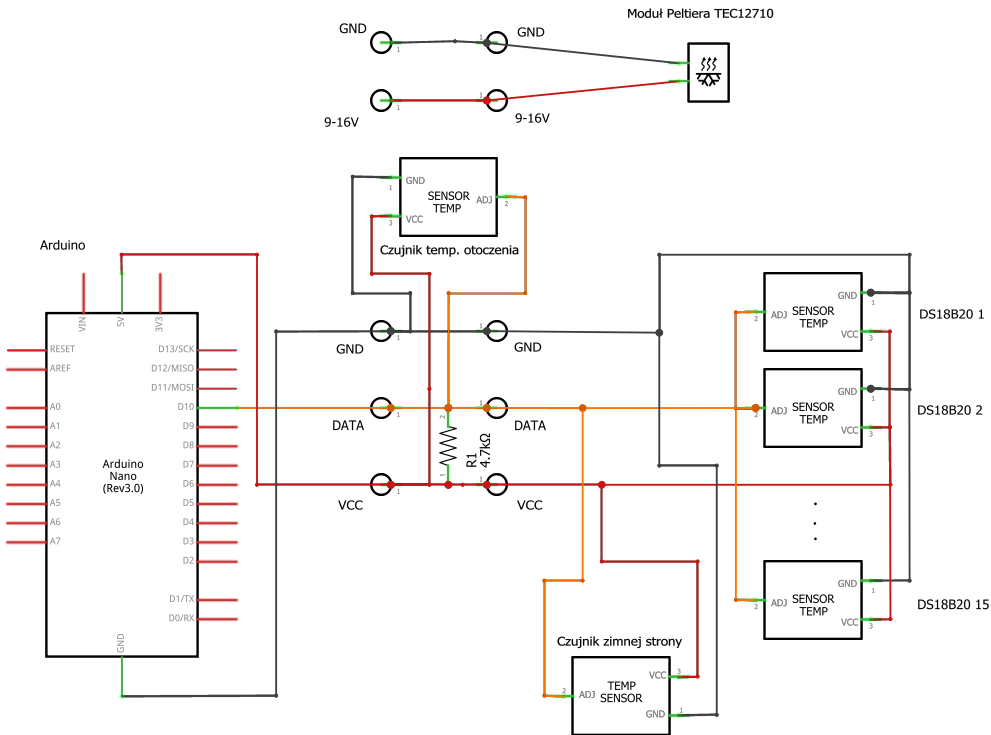 Moduł Peltiera TEC12710
GND
1
1
GND
9-16V
1
1
9-16V
GND
1
SENSOR
TEMP
ADJ
2
VCC
3
Czujnik temp. otoczenia
Arduino
VIN
5V
3V3
RESET
AREF
A0
A1
A2
A3
A4
A5
A6
A7
D13/SCK
D12/MISO
D11/MOSI
D10
D9
D8
D7
D6
D5
D4
D3
D2
D1/TX
D0/RX
Arduino
Nano
(Rev3.0)
GND
GND
1
1
GND
DATA
1
1
DATA
2
R1
4.7kΩ
1
VCC
1
1
VCC
SENSOR
TEMP
ADJ
2
GND
1
VCC
3
DS18B20 1
SENSOR
TEMP
ADJ
2
GND
1
VCC
3
DS18B20 2
SENSOR
TEMP
ADJ
2
GND
1
VCC
3
DS18B20 15
Czujnik zimnej strony
TEMP
SENSOR
ADJ
2
VCC
3
GND
1